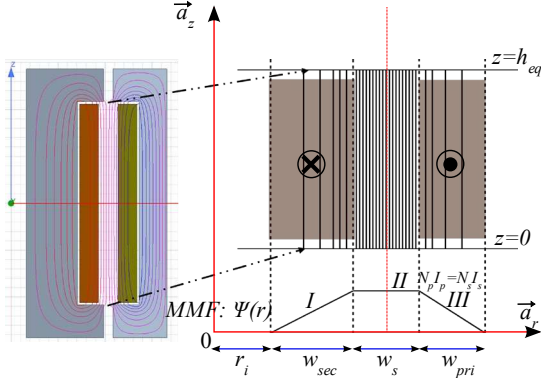 z
a_z
z=h_eq
z=0
MMF: Ψ(r)
I
II
N_pI_p=N_sI_s
III
a_r
0
r_i
w_sec
w_s
w_pri